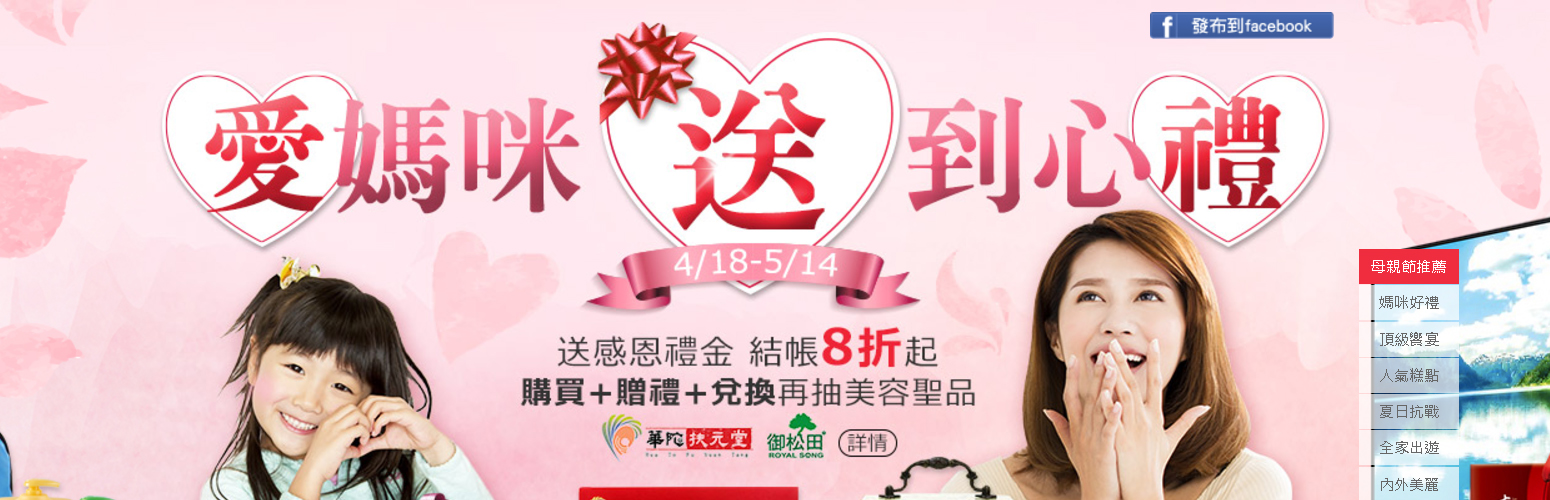 發布到facebook
愛媽咪送到心禮
4/18-5/14
送感恩禮金 結帳8折起
購買+贈禮+兌換再抽美容聖品
華陀扶元堂
御松田
ROYAL SONG
詳情
母親節推薦
媽咪好禮
頂級饗宴
人氣糕點
夏日抗戰
全家出遊
內外美麗